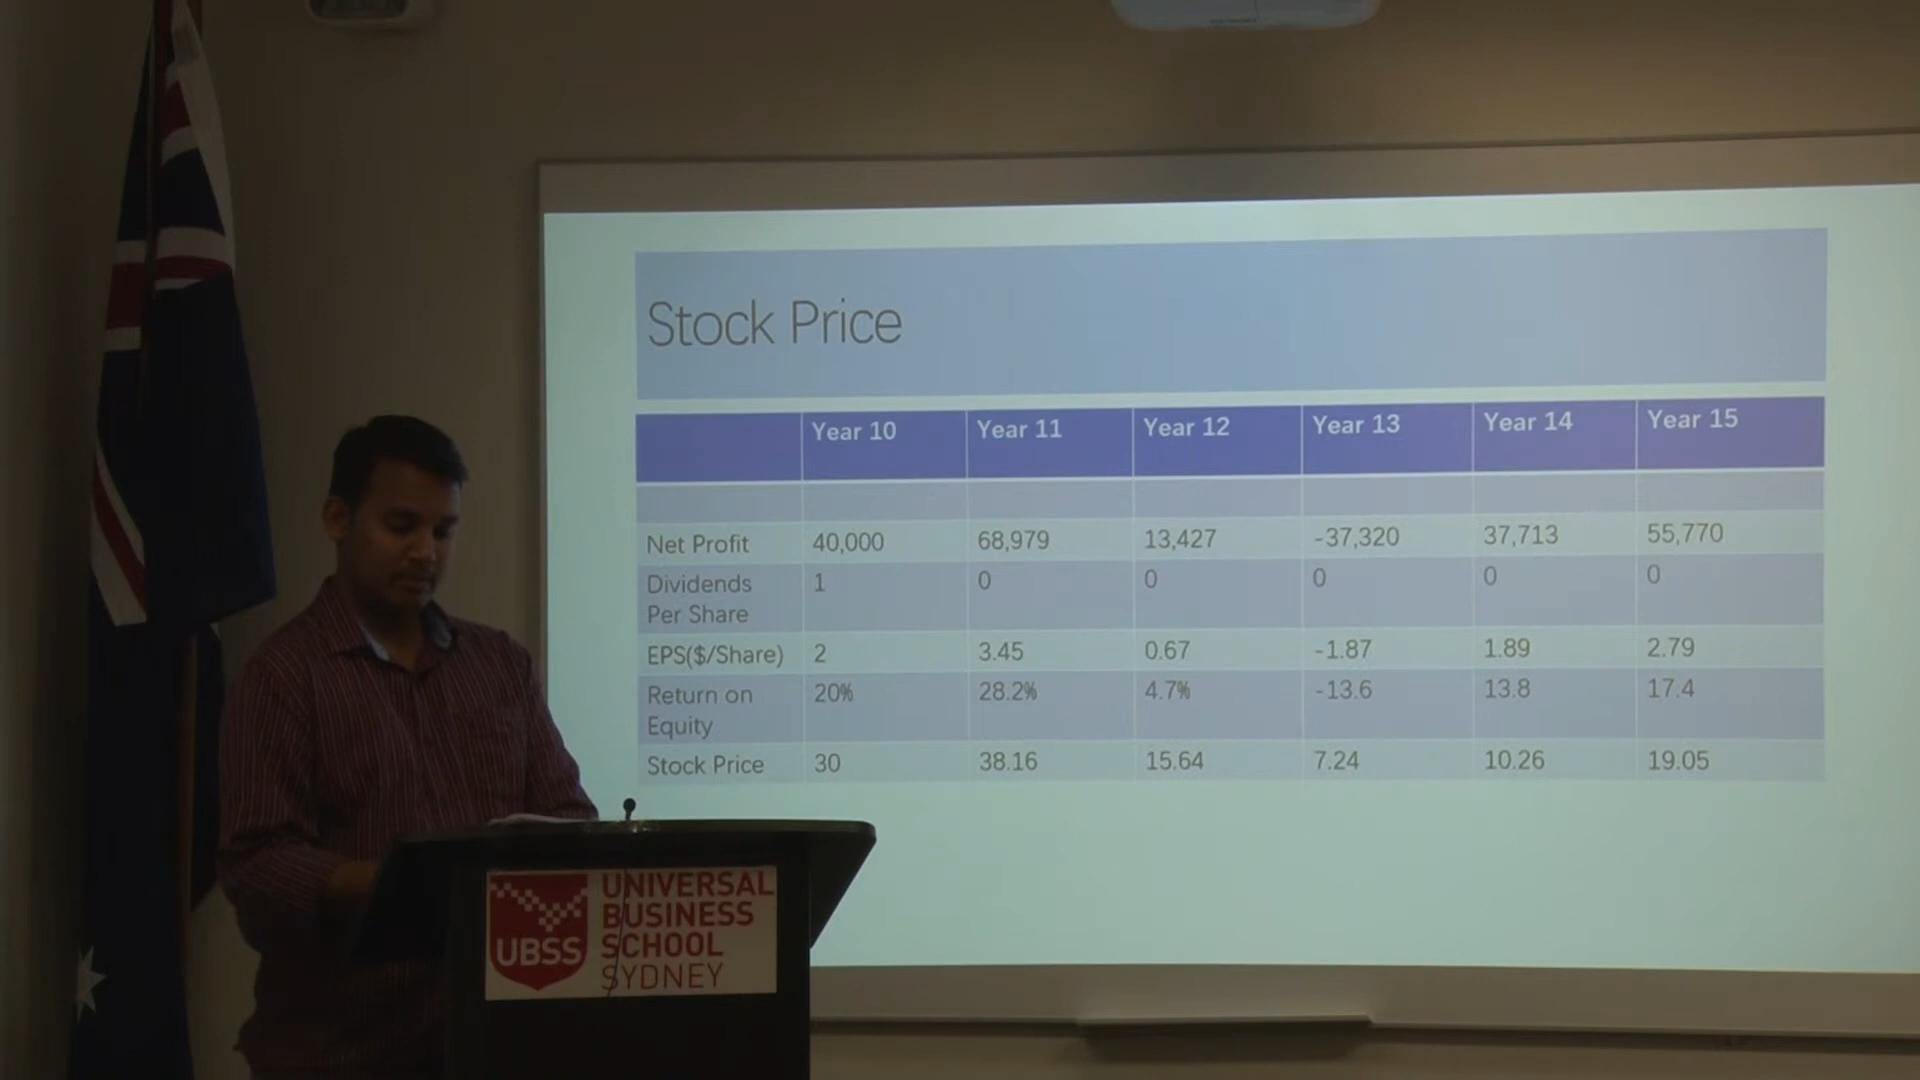 Stock Price
Year 10 Year 11 Year 12 Year 13 Year 14 Year 15
Net Profit 40,000 68,979 13,427 -37,320 37,713 55,770
Dividends Per Share 1 0 0 0 0 0
EPS($/Share) 2 3.45 0.67 -1.87 1.89 2.79
Return on Equity 20% 28.2% 4.7% -13.6 13.8 17.4
Stock Price 30 38.16 15.64 7.24 10.26 19.05
UBSS
UNIVERSAL
BUSINESS
SCHOOL
SYDNEY